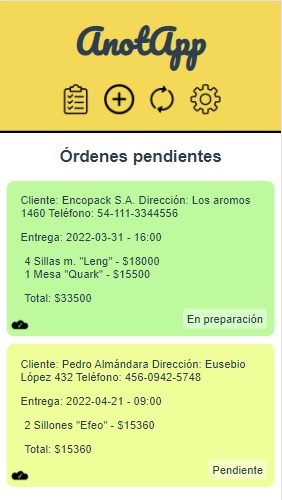 AnotApp
Órdenes pendientes
Cliente: Encopack S.A. Dirección: Los aromos
1460 Teléfono: 54-111-3344556
Entrega: 2022-03-31 - 16:00
4 Sillas m. "Leng" - $18000
1 Mesa "Quark" - $15500
Total: $33500
En preparación
Cliente: Pedro Almándara Dirección: Eusebio
López 432 Teléfono: 456-0942-5748
Entrega: 2022-04-21 - 09:00
2 Sillones "Efeo" - $15360
Total: $15360
Pendiente